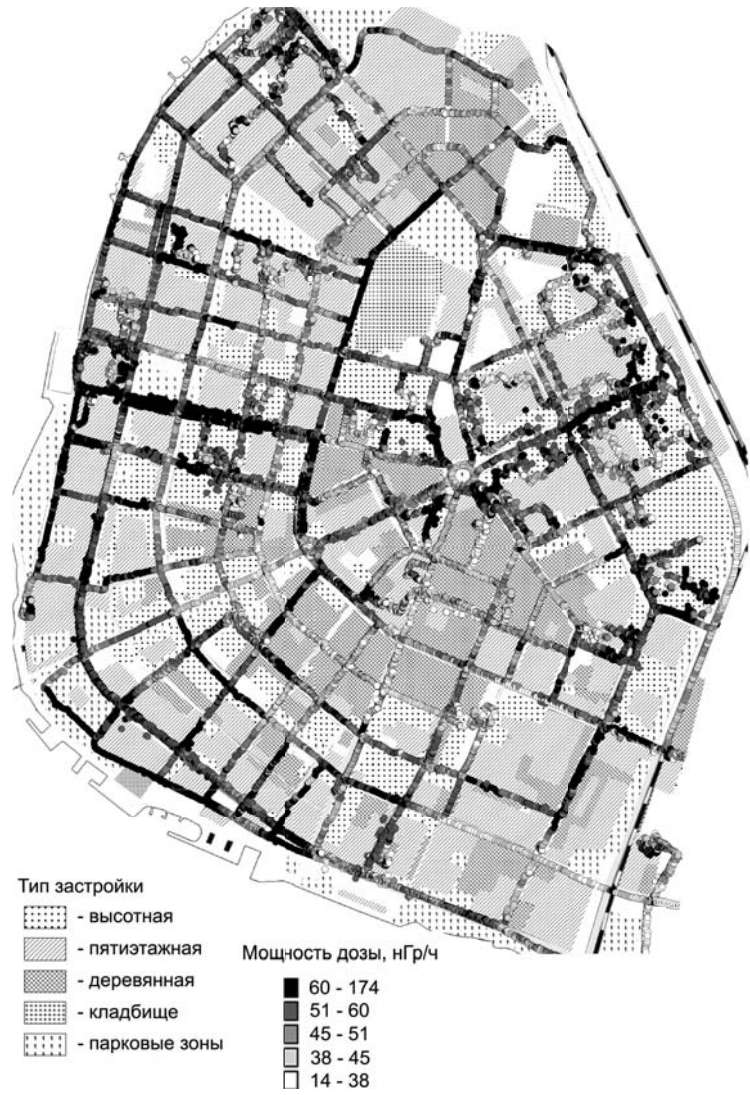 Тип застройки
- высотная
- пятиэтажная
- деревянная
- кладбище
- парковые зоны
Мощность дозы, нГр/ч
60 - 174
51 - 60
45 - 51
38 - 45
14 - 38